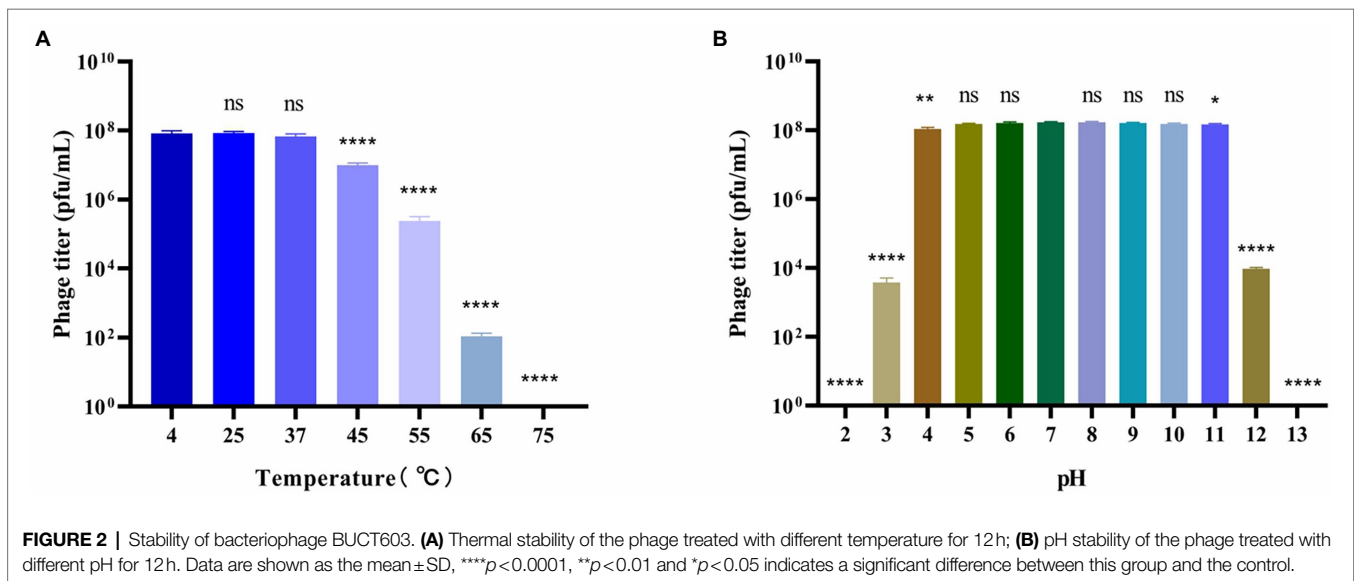 A
Phage titer (pfu/mL)
10^10
10^8
10^6
10^4
10^2
10^0
ns ns **** **** **** ****
4 25 37 45 55 65 75
Temperature( ℃)
B
Phage titer (pfu/mL)
10^10
10^8
10^6
10^4
10^2
10^0
**** **** ** ns ns ns ns ns * **** ****
2 3 4 5 6 7 8 9 10 11 12 13
pH
FIGURE 2 | Stability of bacteriophage BUCT603. (A) Thermal stability of the phage treated with different temperature for 12h; (B) pH stability of the phage treated with
different pH for 12h. Data are shown as the mean±SD, ****p<0.0001, **p<0.01 and *p<0.05 indicates a significant difference between this group and the control.